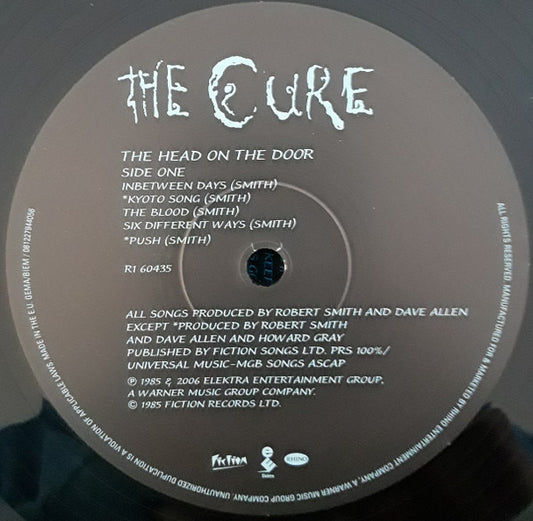 THE CURE
THE HEAD ON THE DOOR
SIDE ONE
INBETWEEN DAYS (SMITH)
*KYOTO SONG (SMITH)
THE BLOOD (SMITH)
SIX DIFFERENT WAYS (SMITH)
*PUSH (SMITH)
R1 60435
ALL SONGS PRODUCED BY ROBERT SMITH AND DAVE ALLEN
EXCEPT *PRODUCED BY ROBERT SMITH
AND DAVE ALLEN AND HOWARD GRAY
PUBLISHED BY FICTION SONGS LTD. PRS 100%/
UNIVERSAL MUSIC-MGB SONGS ASCAP
℗ 1985 & 2006 ELEKTRA ENTERTAINMENT GROUP,
A WARNER MUSIC GROUP COMPANY.
© 1985 FICTION RECORDS LTD.
FICTION
RHINO
ALL RIGHTS RESERVED. MANUFACTURED FOR & MARKETED BY RHINO ENTERTAINMENT COMPANY, A WARNER MUSIC GROUP COMPANY. UNAUTHORIZED DUPLICATION IS A VIOLATION OF APPLICABLE LAWS. MADE IN THE E.U. GEMA/BIEM / 081227944056